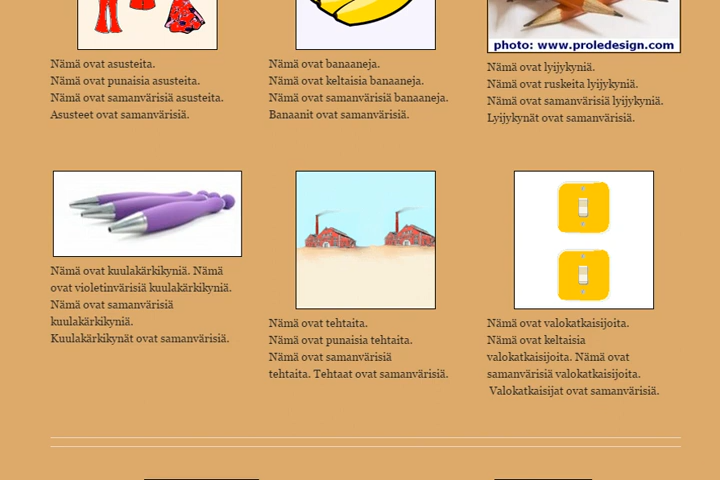 photo: www.proledesign.com
Nämä ovat asusteita.
Nämä ovat punaisia asusteita.
Nämä ovat samanvärisiä asusteita.
Asusteet ovat samanvärisiä.
Nämä ovat banaaneja.
Nämä ovat keltaisia banaaneja.
Nämä ovat samanvärisiä banaaneja.
Banaanit ovat samanvärisiä.
Nämä ovat lyijykyniä.
Nämä ovat ruskeita lyijykyniä.
Nämä ovat samanvärisiä lyijykyniä.
Lyijykynät ovat samanvärisiä.
Nämä ovat kuulakärkikyniä. Nämä
ovat violetinvärisiä kuulakärkikyniä.
Nämä ovat samanvärisiä
kuulakärkikyniä.
Kuulakärkikynät ovat samanvärisiä.
Nämä ovat tehtaita.
Nämä ovat punaisia tehtaita.
Nämä ovat samanvärisiä
tehtaita. Tehtaat ovat samanvärisiä.
Nämä ovat valokatkaisijoita.
Nämä ovat keltaisia
valokatkaisijoita. Nämä ovat
samanvärisiä valokatkaisijoita.
Valokatkaisijat ovat samanvärisiä.